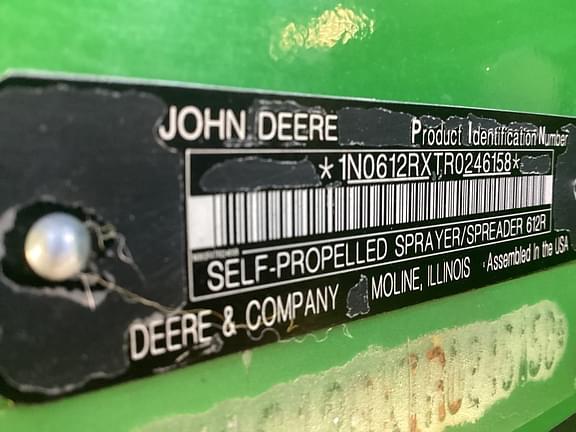 JOHN DEERE Product Identification Number
*1N0612RXTR0246158*
SELF-PROPELLED SPRAYER/SPREADER 612R
DEERE & COMPANY MOLINE, ILLINOIS Assembled in the USA